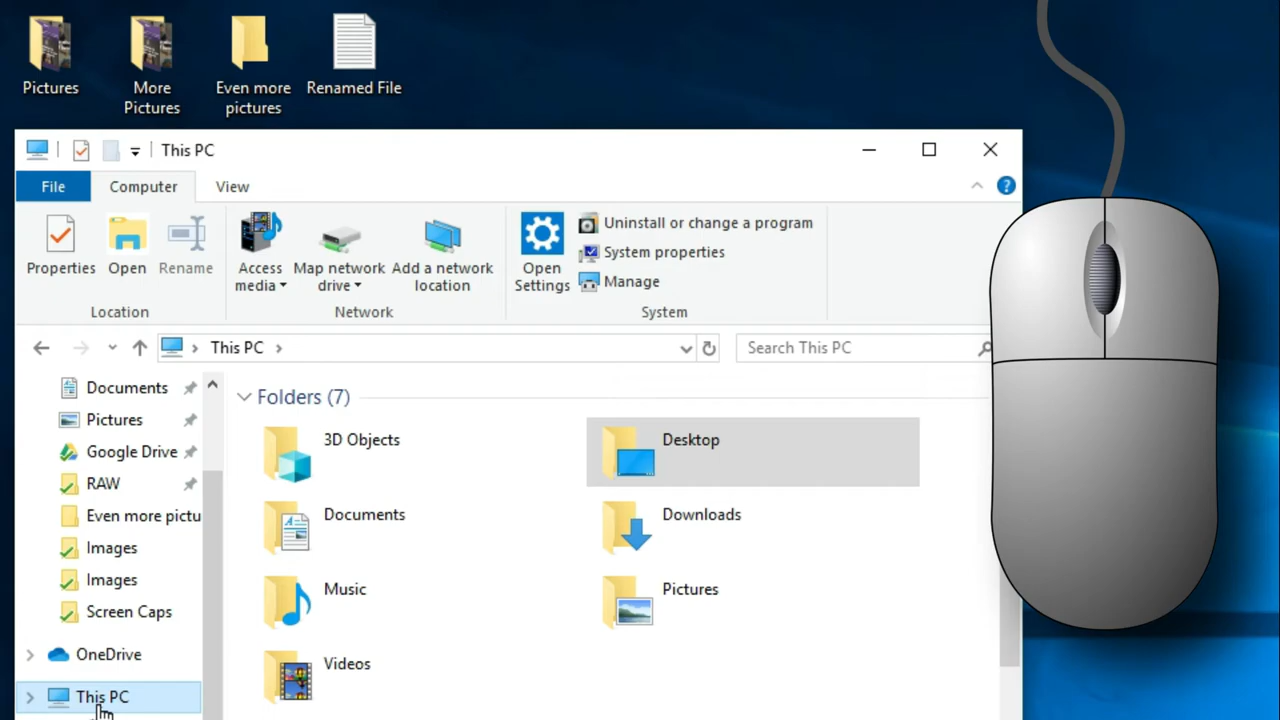 Pictures
More
Pictures
Even more
pictures
Renamed File
This PC
File
Computer
View
Properties
Open
Rename
Location
Access
media
Map network
drive
Add a network
location
Network
Open
Settings
Uninstall or change a program
System properties
Manage
System
This PC
Search This PC
Documents
Pictures
Google Drive
RAW
Even more pictu
Images
Images
Screen Caps
OneDrive
This PC
Folders (7)
3D Objects
Desktop
Documents
Downloads
Music
Pictures
Videos